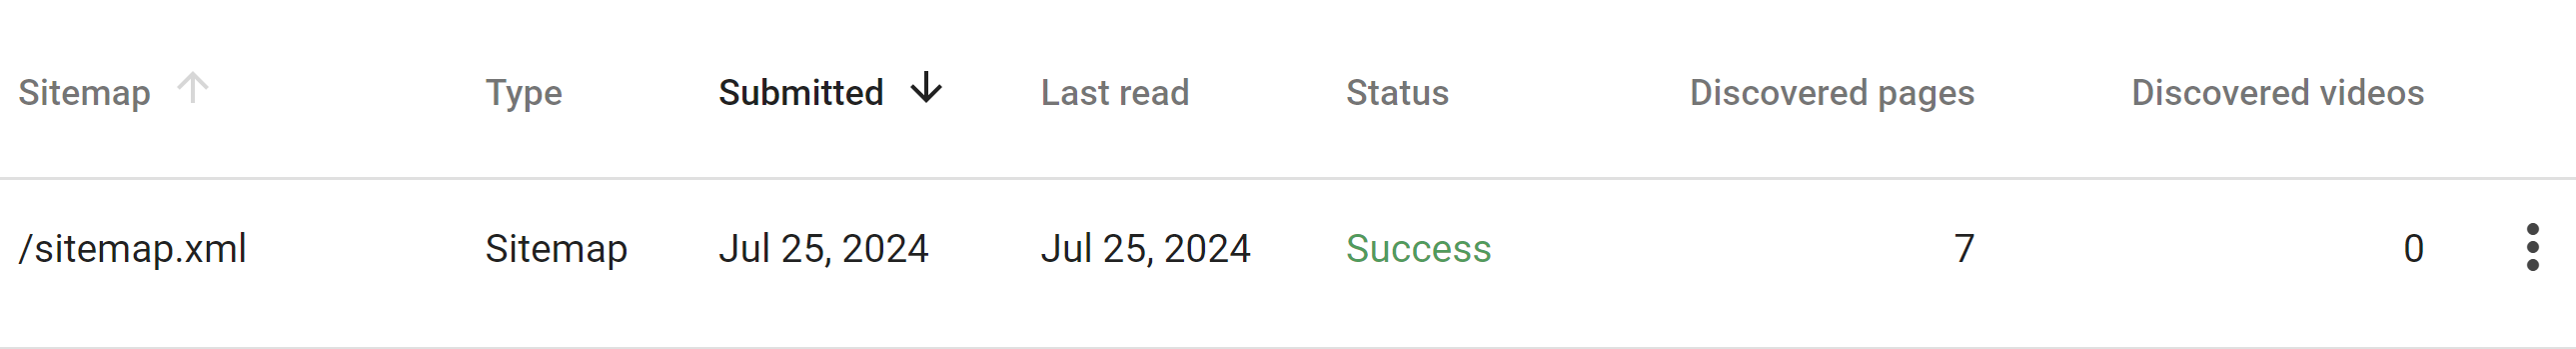 Sitemap Type Submitted Last read Status Discovered pages Discovered videos
/sitemap.xml Sitemap Jul 25, 2024 Jul 25, 2024 Success 7 0